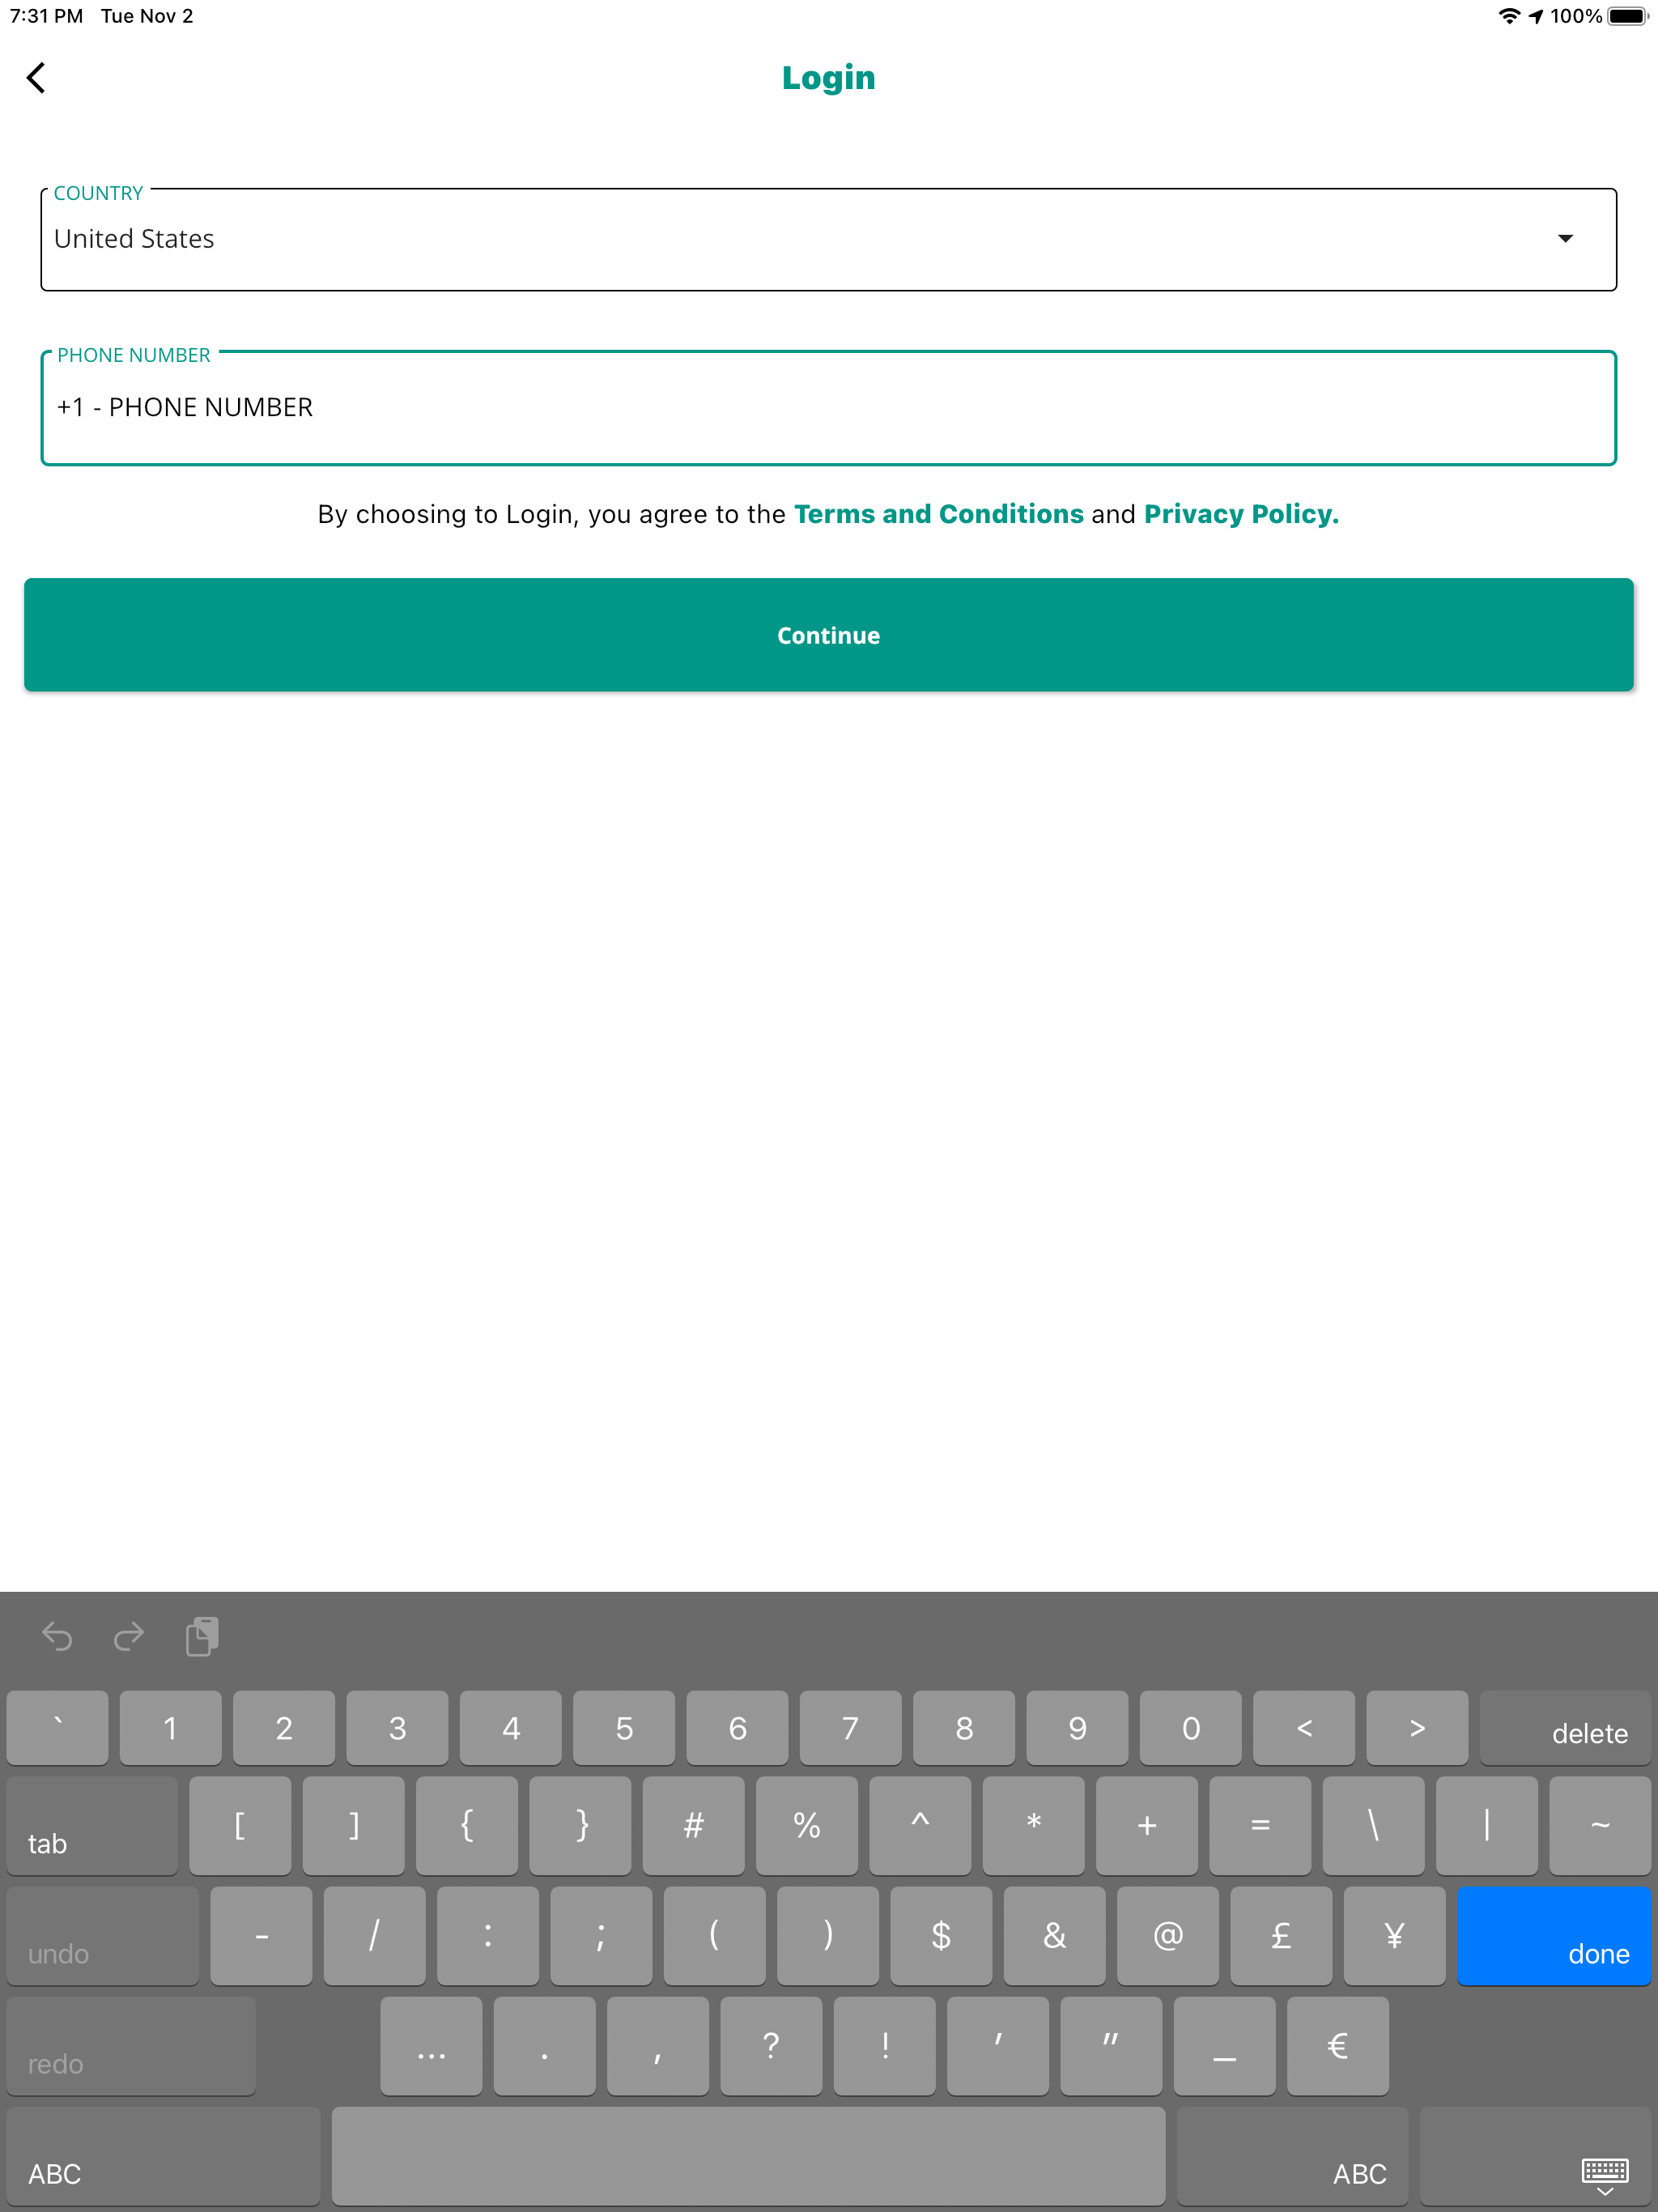 7:31 PM Tue Nov 2 100%
Login
COUNTRY
United States
PHONE NUMBER
+1 - PHONE NUMBER
By choosing to Login, you agree to the Terms and Conditions and Privacy Policy.
Continue
` 1 2 3 4 5 6 7 8 9 0 < > delete
tab [ ] { } # % ^ * + = \ | ~
undo - / : ; ( ) $ & @ £ ¥ done
redo … . , ? ! ' " _ €
ABC ABC